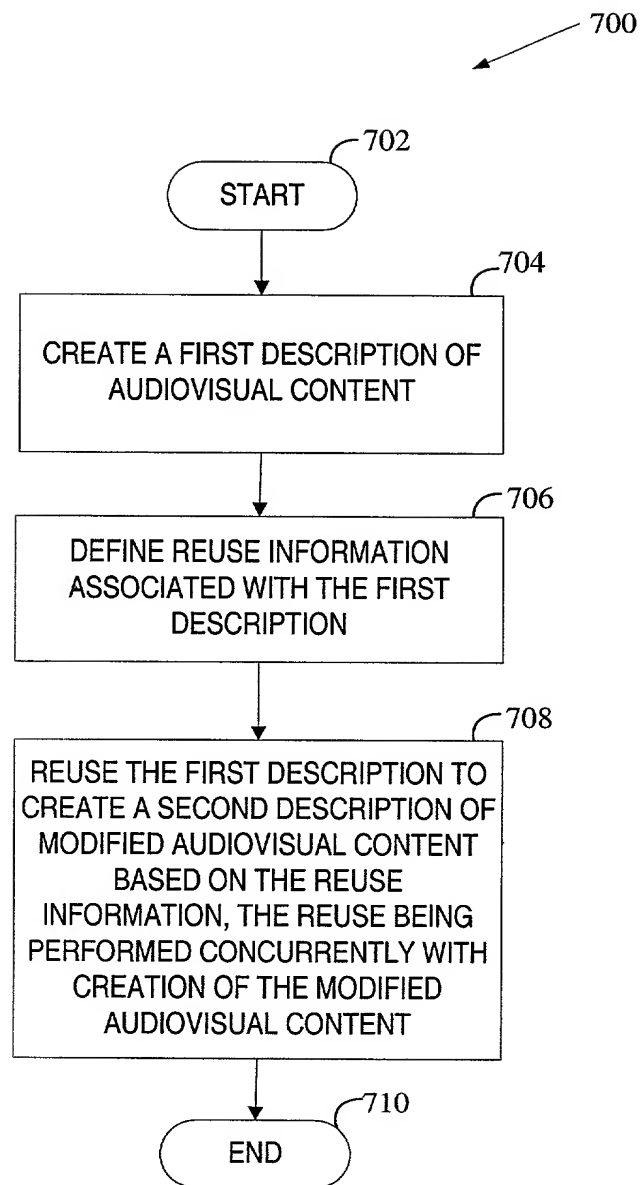 700
702
START
704
CREATE A FIRST DESCRIPTION OF
AUDIOVISUAL CONTENT
706
DEFINE REUSE INFORMATION
ASSOCIATED WITH THE FIRST
DESCRIPTION
708
REUSE THE FIRST DESCRIPTION TO
CREATE A SECOND DESCRIPTION OF
MODIFIED AUDIOVISUAL CONTENT
BASED ON THE REUSE
INFORMATION, THE REUSE BEING
PERFORMED CONCURRENTLY WITH
CREATION OF THE MODIFIED
AUDIOVISUAL CONTENT
710
END